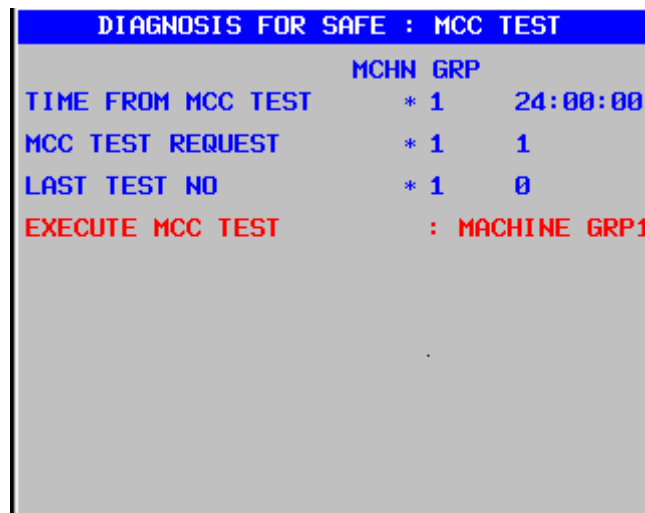 DIAGNOSIS FOR SAFE : MCC TEST
MCHN GRP
TIME FROM MCC TEST * 1 24:00:00
MCC TEST REQUEST * 1 1
LAST TEST NO * 1 0
EXECUTE MCC TEST : MACHINE GRP1